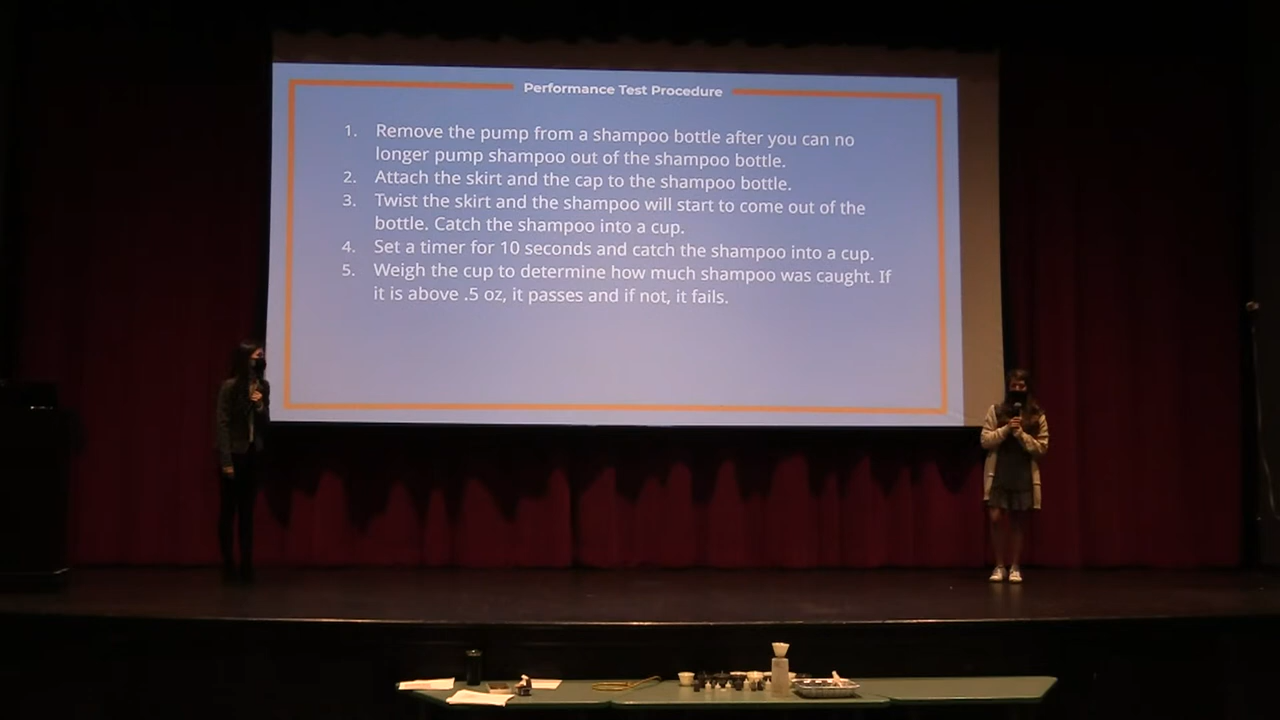 Performance Test Procedure
1. Remove the pump from a shampoo bottle after you can no
longer pump shampoo out of the shampoo bottle.
2. Attach the skirt and the cap to the shampoo bottle.
3. Twist the skirt and the shampoo will start to come out of the
bottle. Catch the shampoo into a cup.
4. Set a timer for 10 seconds and catch the shampoo into a cup.
5. Weigh the cup to determine how much shampoo was caught. If
it is above .5 oz, it passes and if not, it fails.